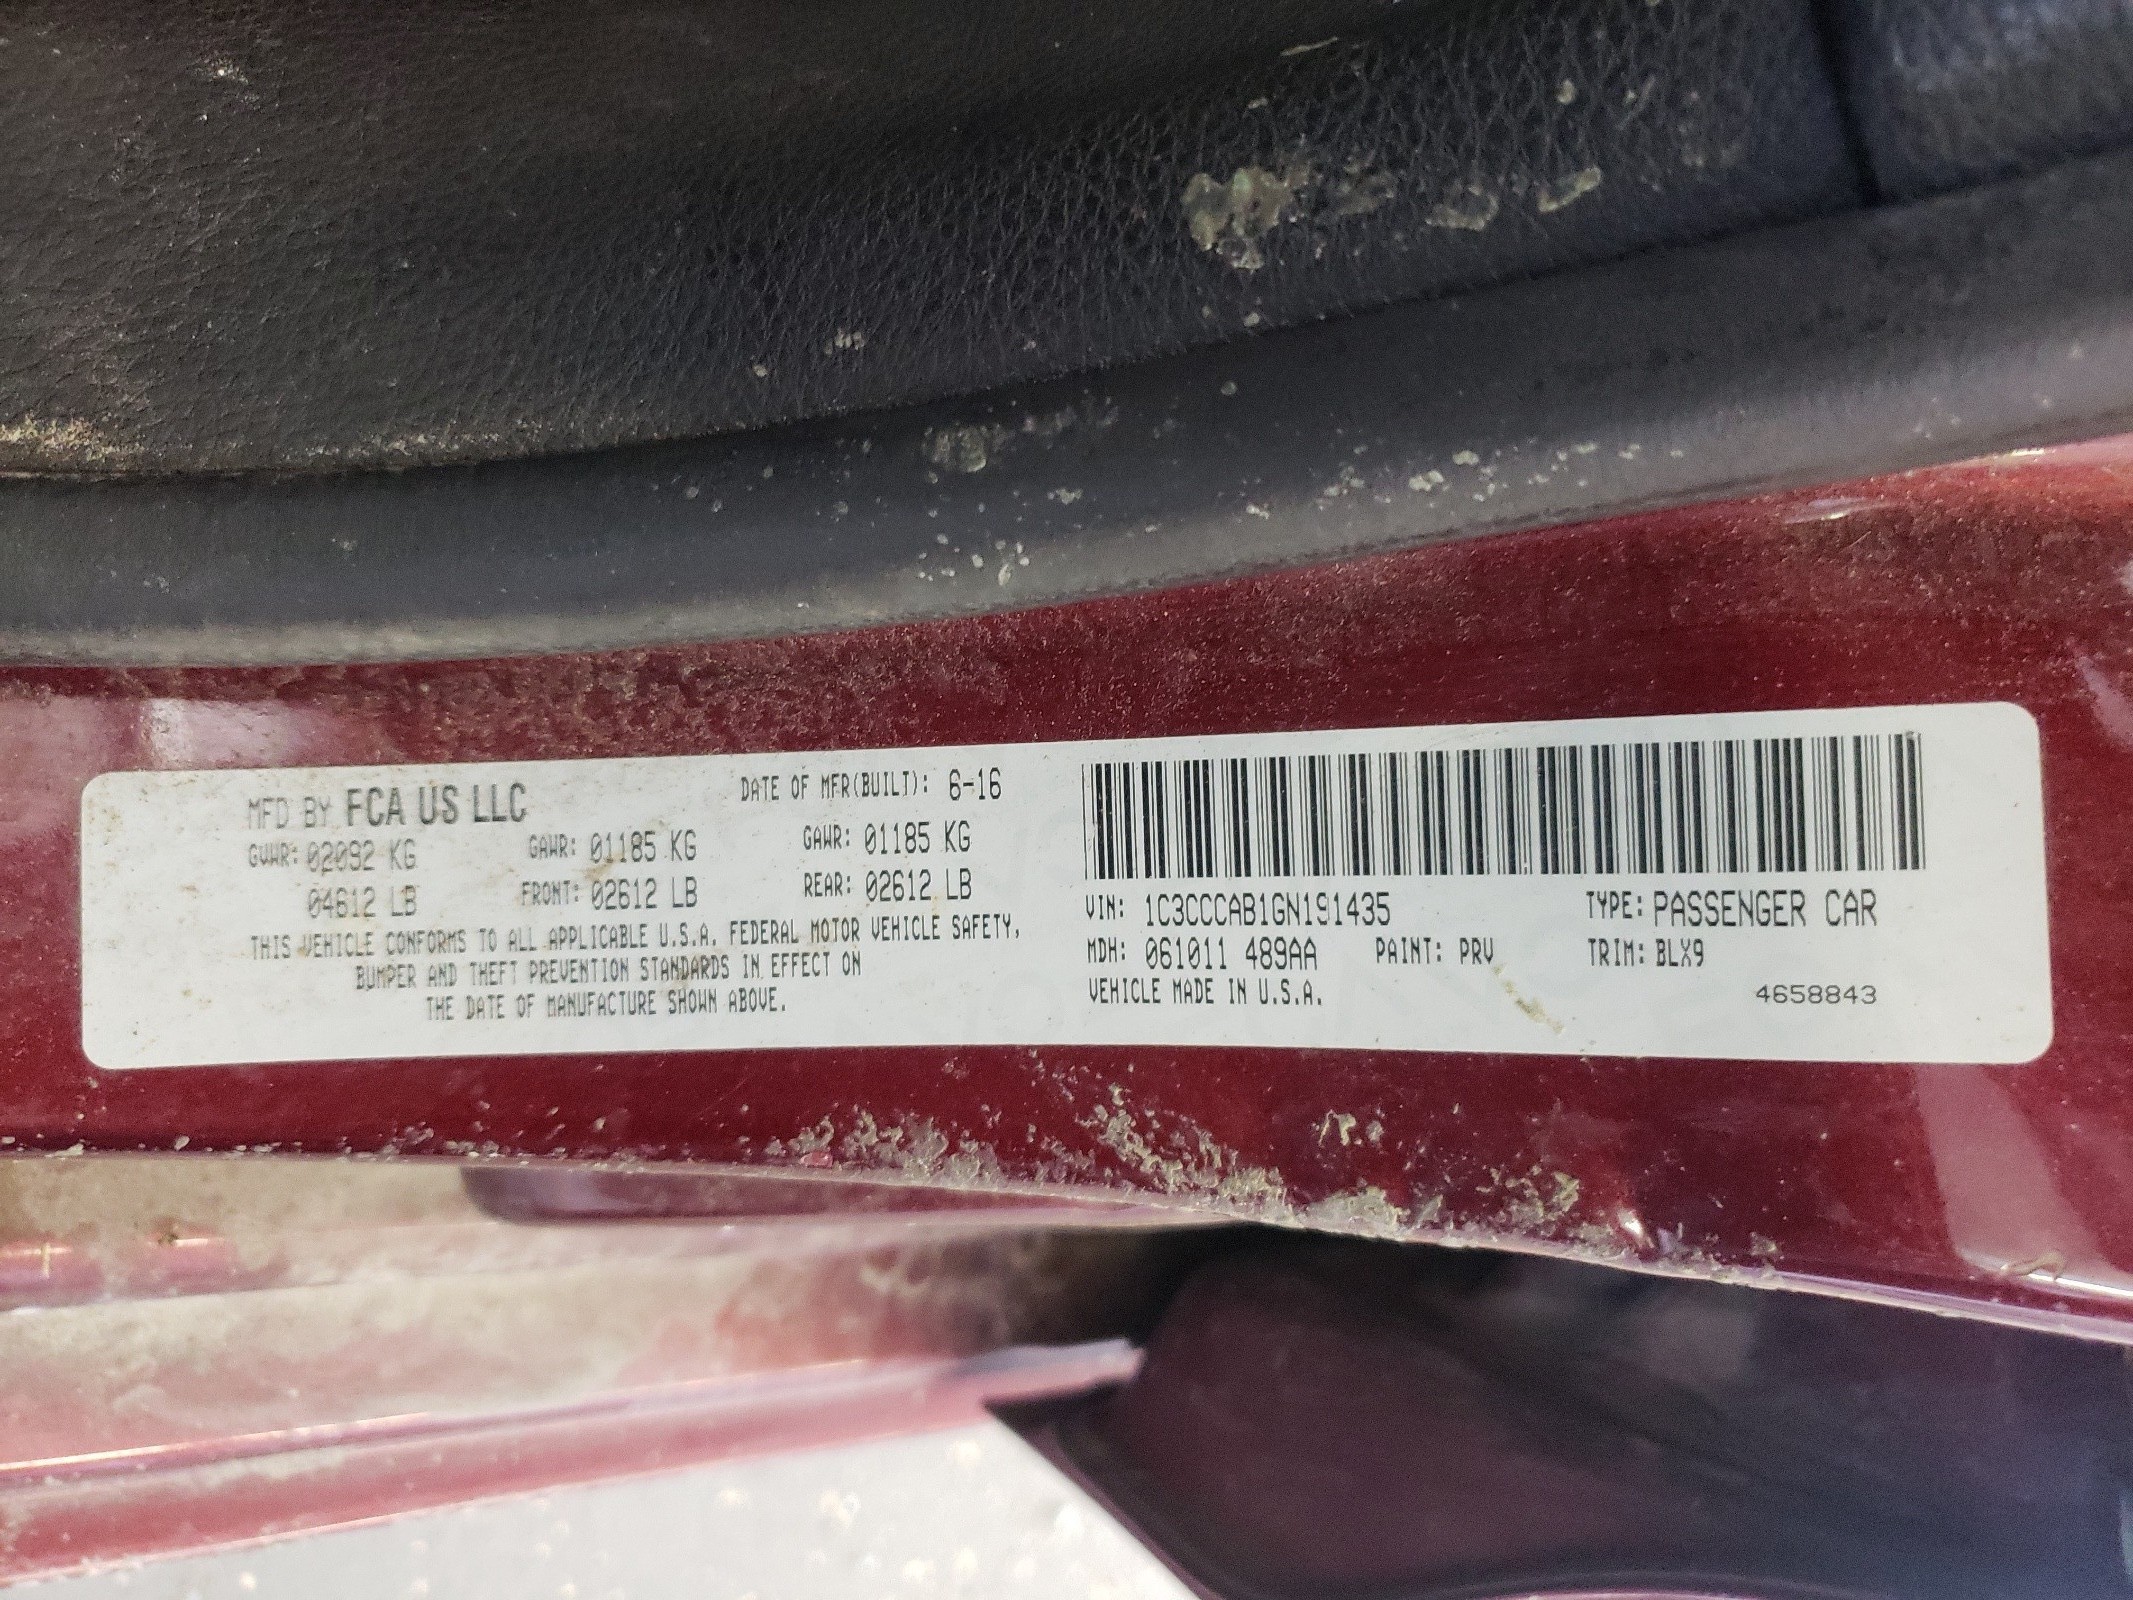 MFD BY FCA US LLC
DATE OF MFR(BUILT): 6-16
GVWR: 02092 KG GAWR: 01185 KG GAWR: 01185 KG
04612 LB FRONT: 02612 LB REAR: 02612 LB
THIS VEHICLE CONFORMS TO ALL APPLICABLE U.S.A. FEDERAL MOTOR VEHICLE SAFETY,
BUMPER AND THEFT PREVENTION STANDARDS IN EFFECT ON
THE DATE OF MANUFACTURE SHOWN ABOVE.
VIN: 1C3CCCAB1GN191435 TYPE: PASSENGER CAR
MDH: 061011 489AA PAINT: PRV TRIM: BLX9
VEHICLE MADE IN U.S.A.
4658843